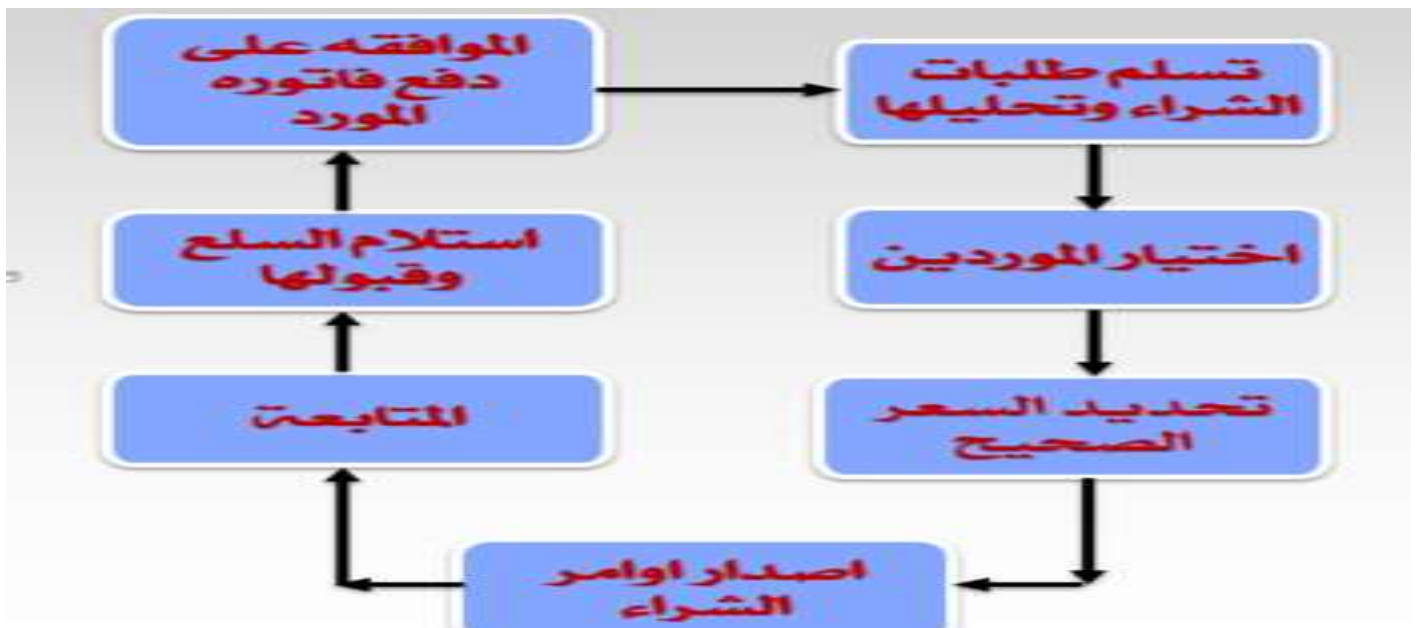 تسلم طلبات
الشراء وتحليلها
اختيار الموردين
تحديد السعر
الصحيح
اصدار اوامر
الشراء
المتابعة
استلام السلع
وقبولها
الموافقه على
دفع فاتوره
المورد